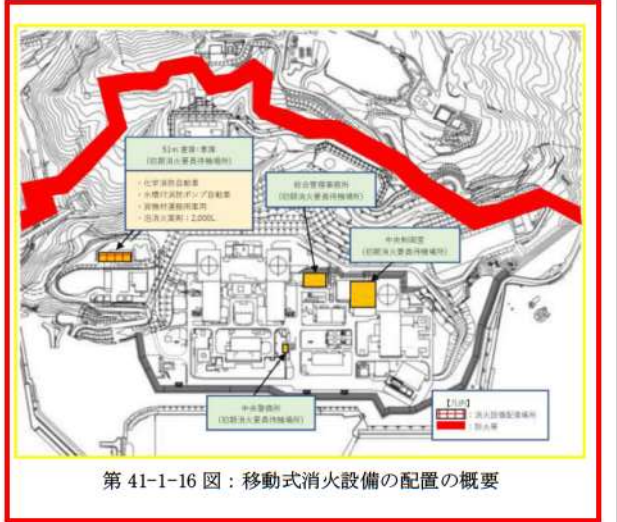 51m倉庫・車庫
(初期消火要員待機場所)
・化学消防自動車
・水槽付消防ポンプ自動車
・資機材運搬用車両
・泡消火薬剤：2,000L
総合管理事務所
(初期消火要員待機場所)
中央制御室
(初期消火要員待機場所)
中央警備所
(初期消火要員待機場所)
【凡例】
：消火設備配置場所
：防火帯
第 41-1-16 図：移動式消火設備の配置の概要